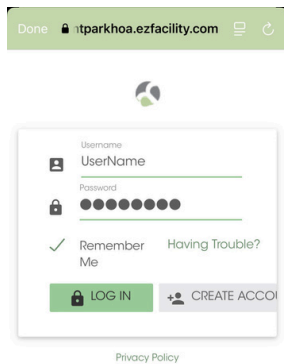 Done ntparkhoa.ezfacility.com
Username
UserName
Password
Remember Me
Having Trouble?
LOG IN
CREATE ACCOU
Privacy Policy